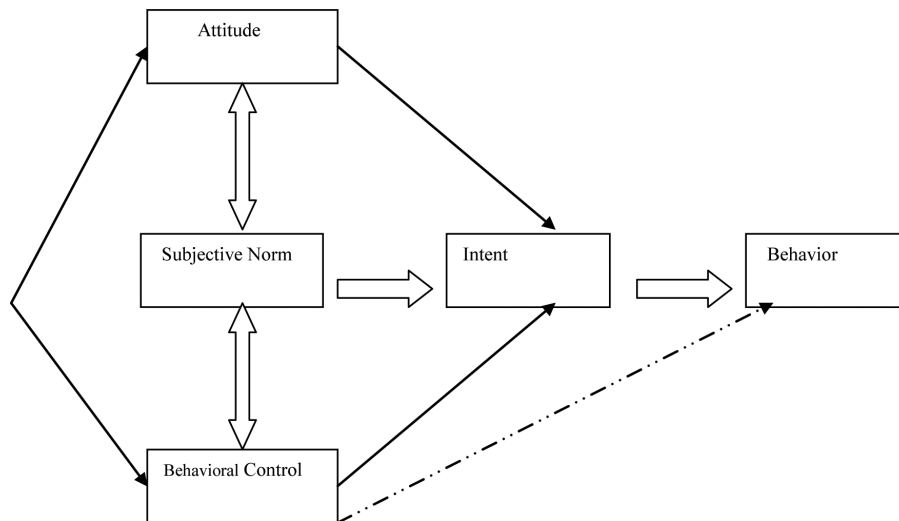 Attitude
Subjective Norm
Intent
Behavior
Behavioral Control